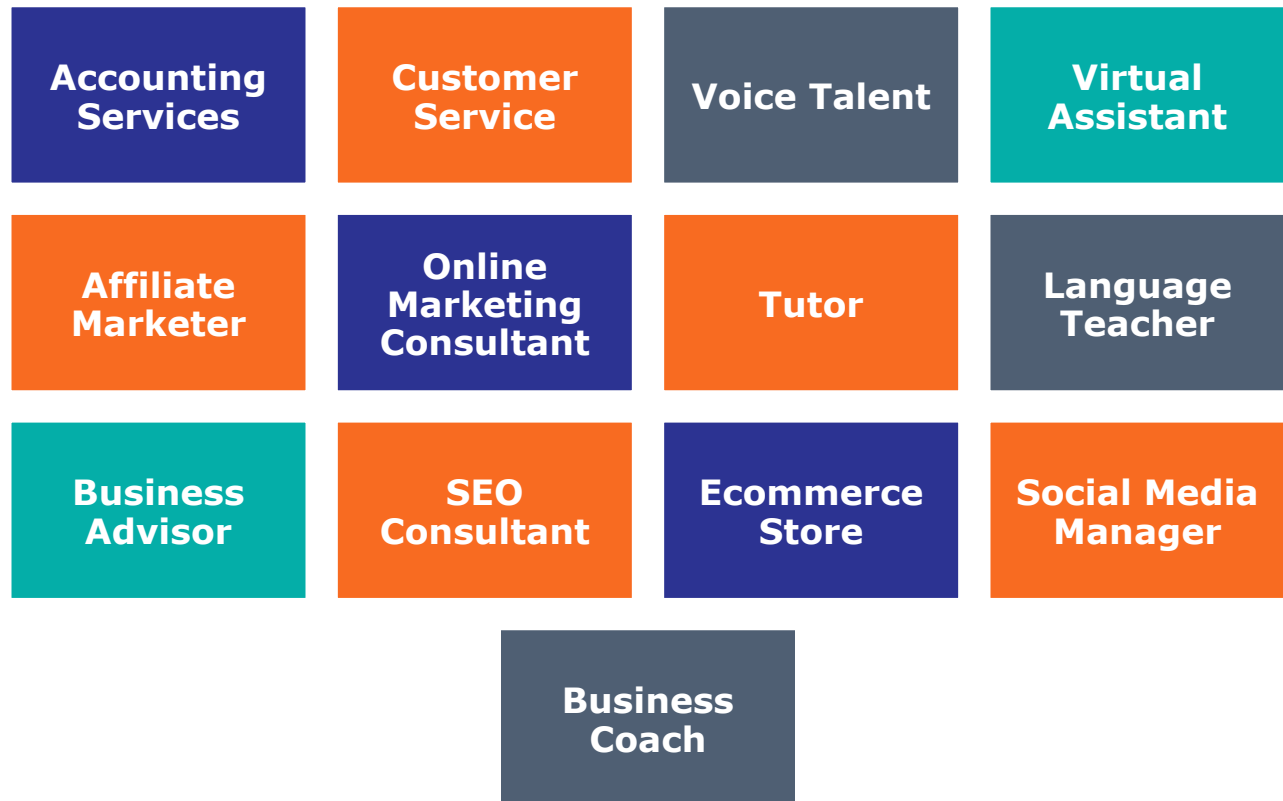 Accounting
Services
Customer
Service
Voice Talent
Virtual
Assistant
Affiliate
Marketer
Online
Marketing
Consultant
Tutor
Language
Teacher
Business
Advisor
SEO
Consultant
Ecommerce
Store
Social Media
Manager
Business
Coach